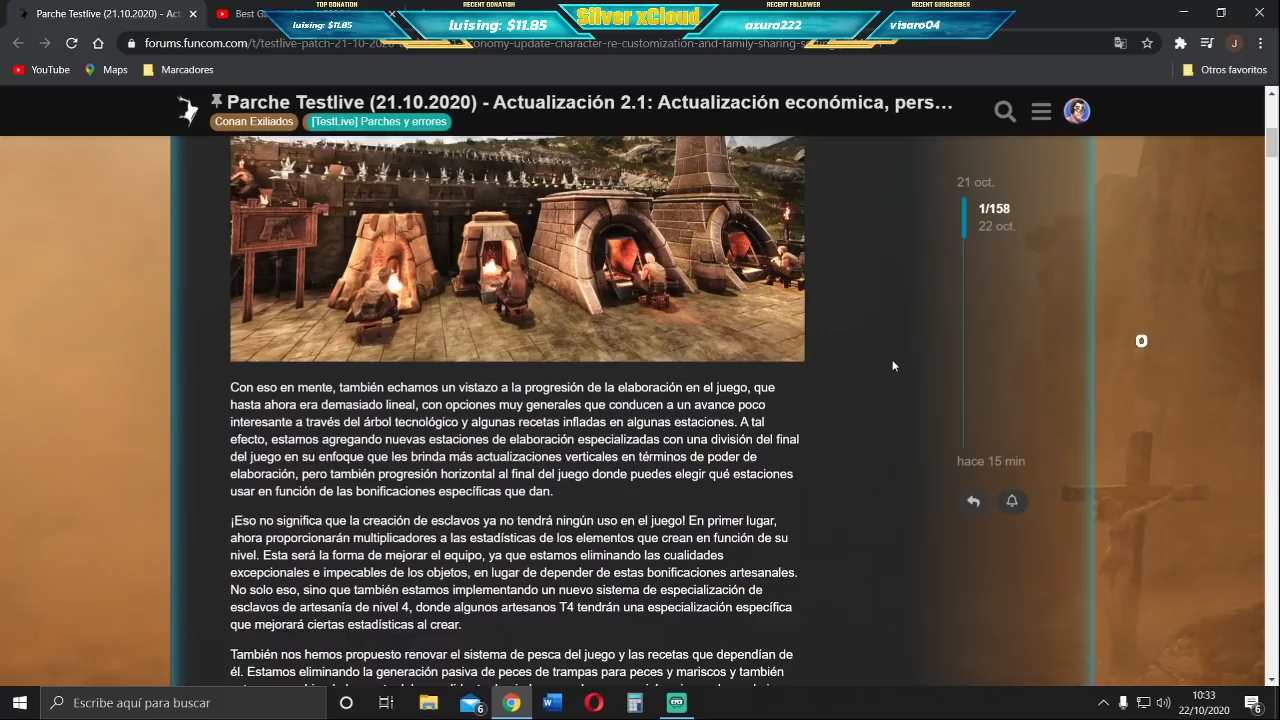 TOP DONATION
RECENT DONATION
RECENT FOLLOWER
RECENT SUBSCRIBER
luising: $11.85
luising: $11.85
Silver xCloud
azura222
visaro04
Parche Testlive (21.10.2020) - Act
Best G
forums.funcom.com/t/testlive-patch-21-10-2020
onomy-update-character-re-customization-and-family-sharing
YouTube
Maps
Marcadores
Otros favoritos
J
Parche Testlive (21.10.2020) - Actualización 2.1: Actualización económica, pers...
Conan Exiliados
[TestLive] Parches y errores
21 oct.
1/158
22 oct.
0
Con eso en mente, también echamos un vistazo a la progresión de la elaboración en el juego, que
hasta ahora era demasiado lineal, con opciones muy generales que conducen a un avance poco
interesante a través del árbol tecnológico y algunas recetas infladas en algunas estaciones. A tal
efecto, estamos agregando nuevas estaciones de elaboración especializadas con una división del final
del juego en su enfoque que les brinda más actualizaciones verticales en términos de poder de
elaboración, pero también progresión horizontal al final del juego donde puedes elegir qué estaciones
usar en función de las bonificaciones específicas que dan.
hace 15 min
¡Eso no significa que la creación de esclavos ya no tendrá ningún uso en el juego! En primer lugar,
ahora proporcionarán multiplicadores a las estadísticas de los elementos que crean en función de su
nivel. Esta será la forma de mejorar el equipo, ya que estamos eliminando las cualidades
excepcionales e impecables de los objetos, en lugar de depender de estas bonificaciones artesanales.
No solo eso, sino que también estamos implementando un nuevo sistema de especialización de
esclavos de artesanía de nivel 4, donde algunos artesanos T4 tendrán una especialización específica
que mejorará ciertas estadísticas al crear.
También nos hemos propuesto renovar el sistema de pesca del juego y las recetas que dependían de
él. Estamos eliminando la generación pasiva de peces de trampas para peces y mariscos y también
Escribe aquí para buscar
6
10:33
22/10/2020
6